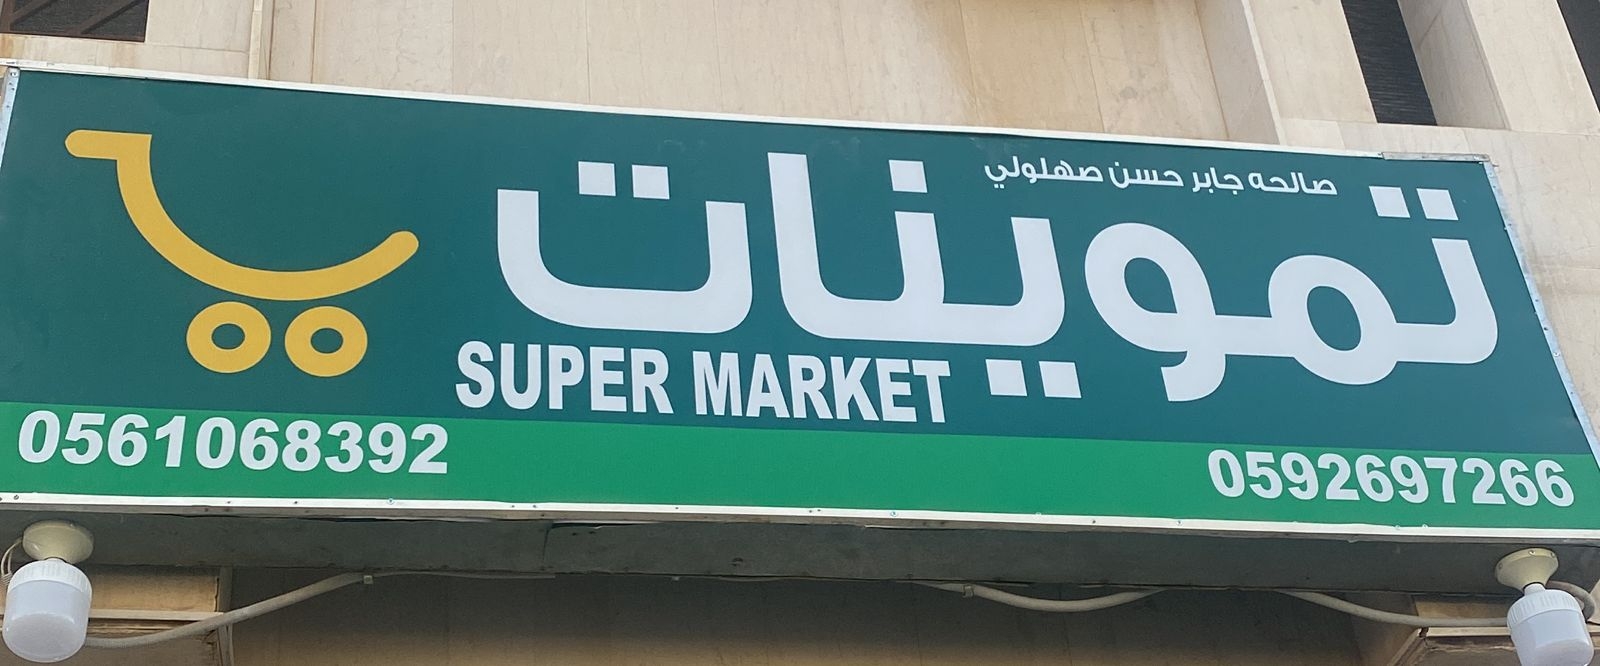 صالحه جابر حسن صهلولي
تموينات
SUPER MARKET
0561068392
0592697266